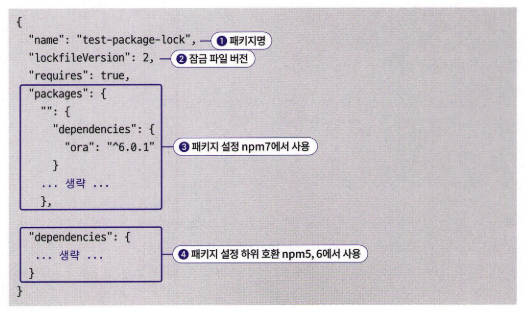 {
"name": "test-package-lock", ❶ 패키지명
"lockfileVersion": 2, ❷ 잠금 파일 버전
"requires": true,
"packages": {
"": {
"dependencies": {
"ora": "^6.0.1" ❸ 패키지 설정 npm7에서 사용
}
... 생략 ...
},
"dependencies": { 
... 생략 ... ❹ 패키지 설정 하위 호환 npm5, 6에서 사용
}
}